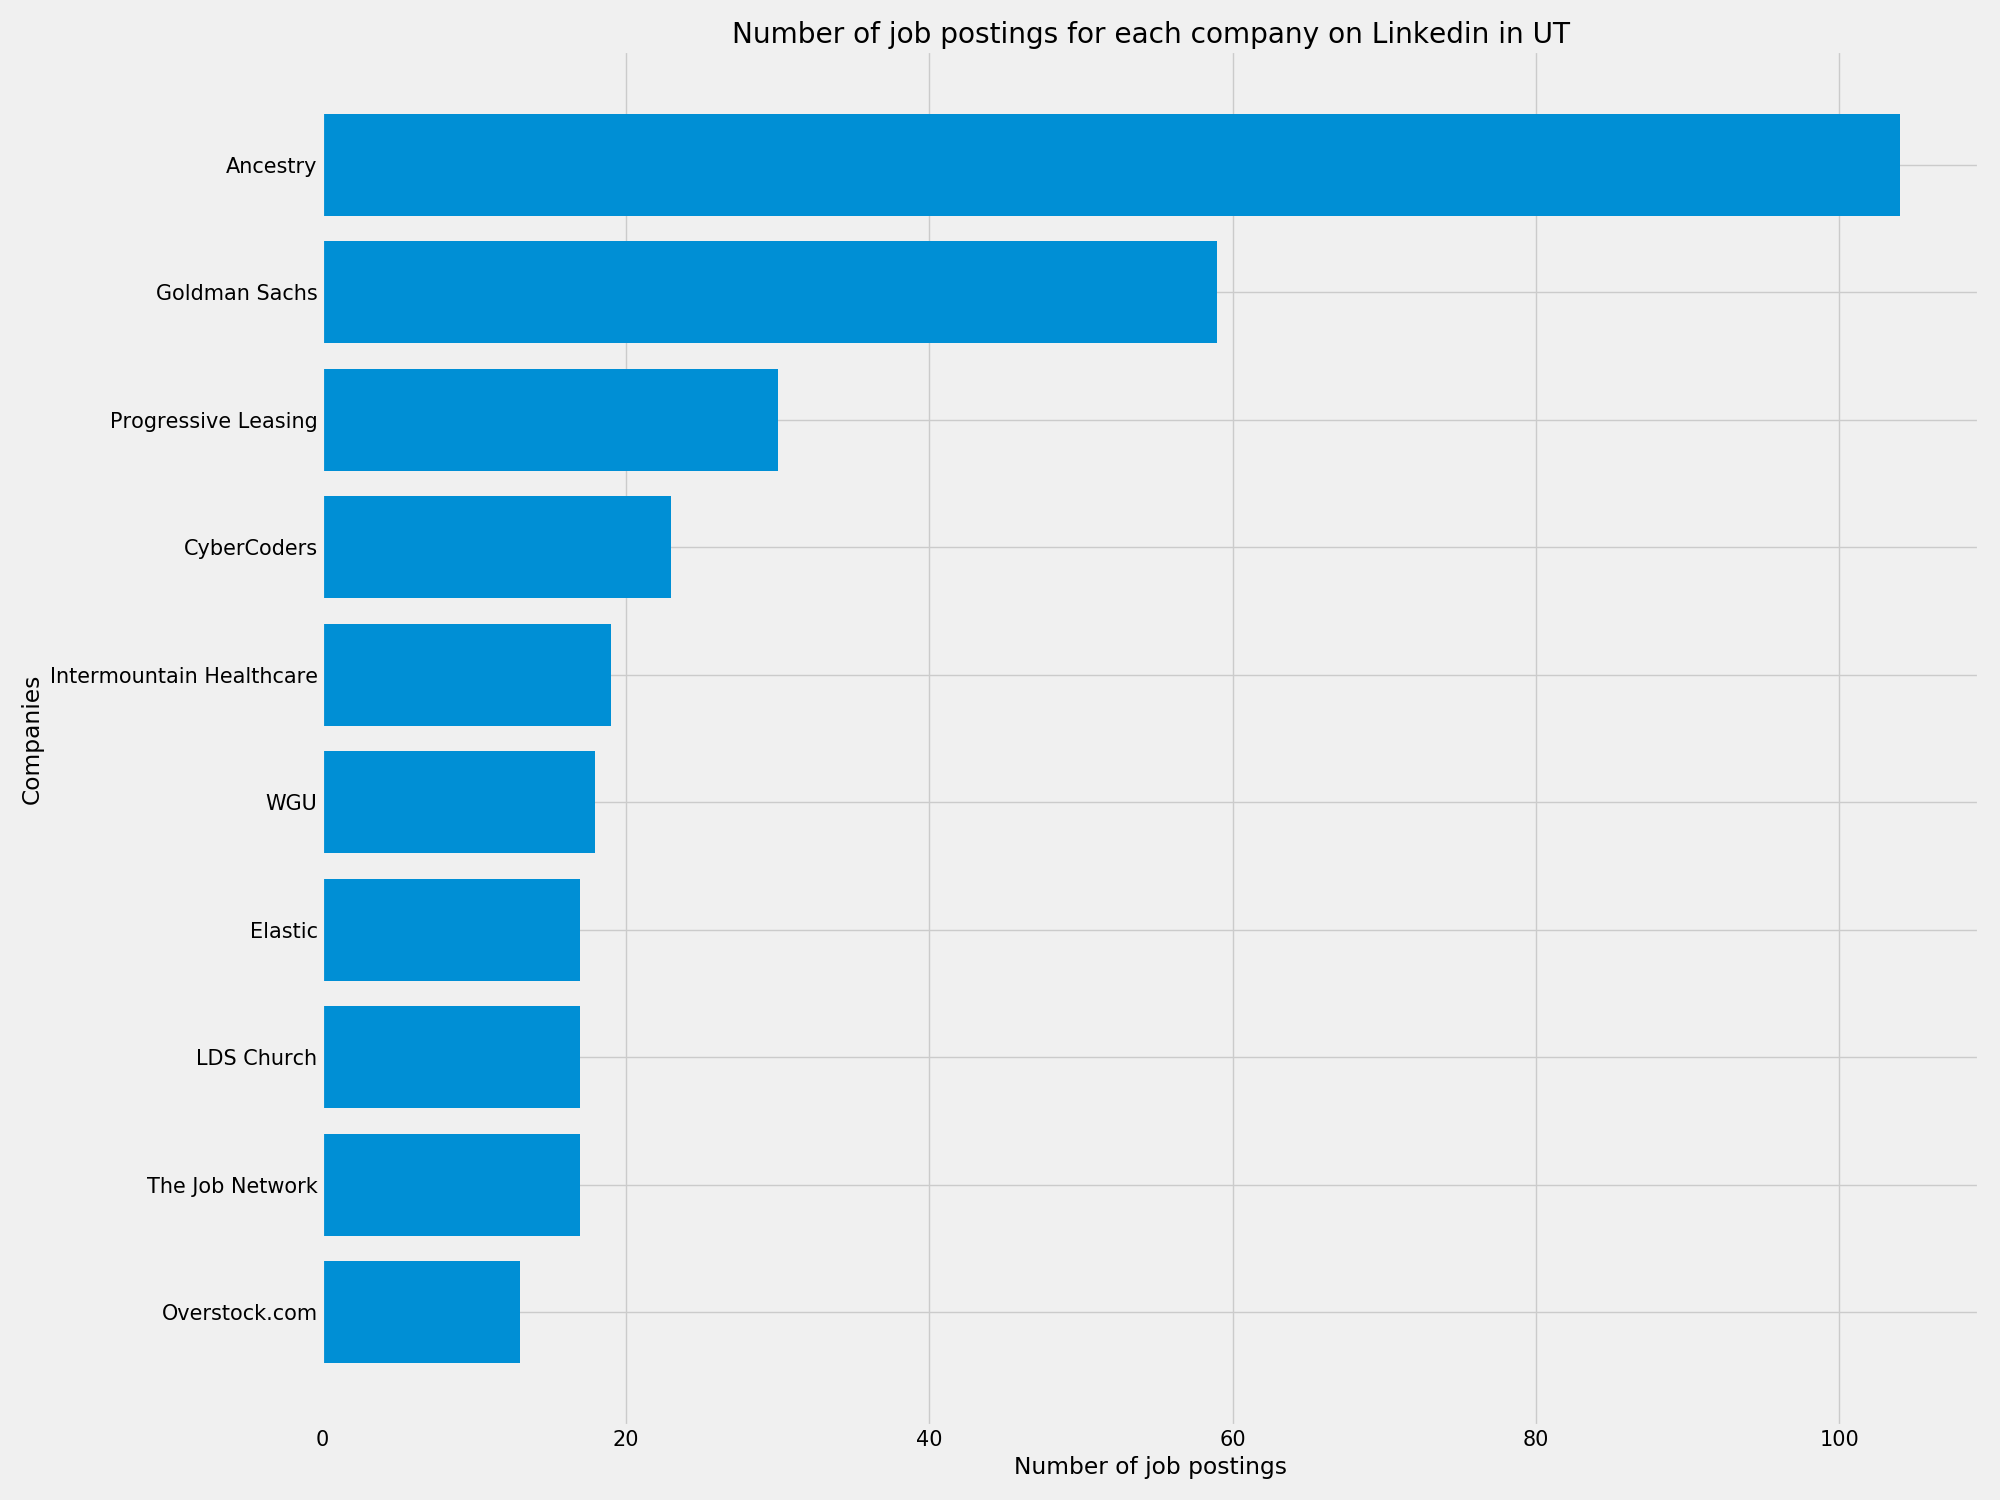 Number of job postings for each company on Linkedin in UT
Ancestry
Goldman Sachs
Progressive Leasing
CyberCoders
Intermountain Healthcare
WGU
Elastic
LDS Church
The Job Network
Overstock.com
Companies
0 20 40 60 80 100
Number of job postings